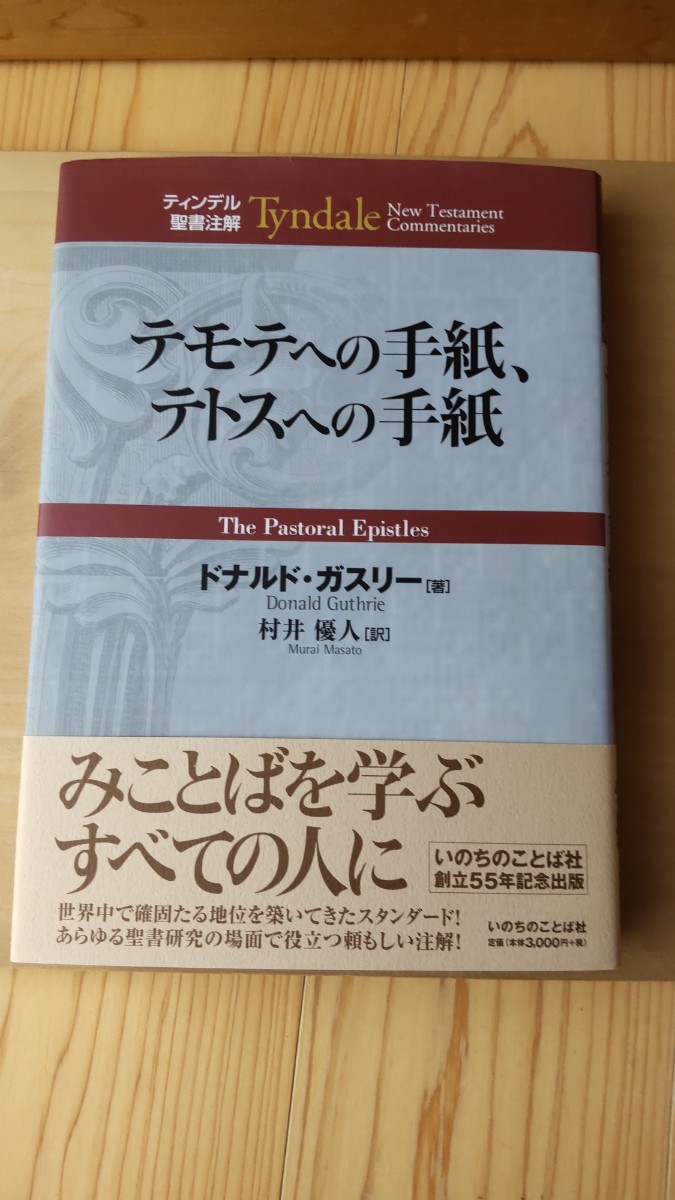 ティンデル
聖書注解
Tyndale
New Testament
Commentaries
テモテへの手紙、
テトスへの手紙
The Pastoral Epistles
ドナルド・ガスリー[著]
Donald Guthrie
村井 優人[訳]
Murai Masato
みことばを学ぶ
すべての人に
いのちのことば社
創立55年記念出版
世界中で確固たる地位を築いてきたスタンダード!
あらゆる聖書研究の場面で役立つ頼もしい注解!
いのちのことば社
定価(本体3,000円+税)